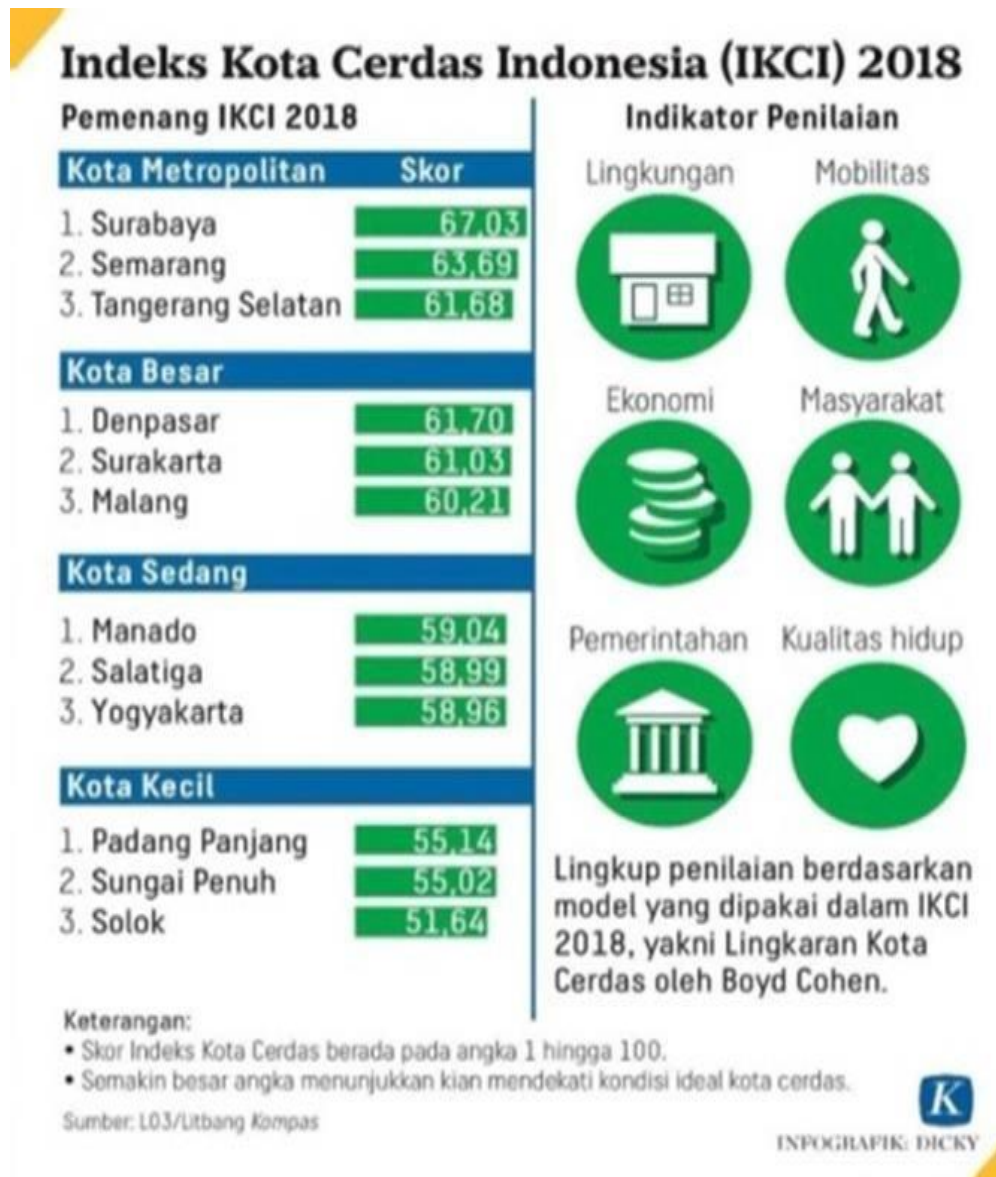 Indeks Kota Cerdas Indonesia (IKCI) 2018
Pemenang IKCI 2018
Kota Metropolitan Skor
1. Surabaya 67,03
2. Semarang 63,69
3. Tangerang Selatan 61,68
Kota Besar
1. Denpasar 61,70
2. Surakarta 61,03
3. Malang 60,21
Kota Sedang
1. Manado 59,04
2. Salatiga 58,99
3. Yogyakarta 58,96
Kota Kecil
1. Padang Panjang 55,14
2. Sungai Penuh 55,02
3. Solok 51,64
Indikator Penilaian
Lingkungan Mobilitas
Ekonomi Masyarakat
Pemerintahan Kualitas hidup
Lingkup penilaian berdasarkan
model yang dipakai dalam IKCI
2018, yakni Lingkaran Kota
Cerdas oleh Boyd Cohen.
Keterangan:
• Skor Indeks Kota Cerdas berada pada angka 1 hingga 100.
• Semakin besar angka menunjukkan kian mendekati kondisi ideal kota cerdas.
Sumber: L03/Litbang Kompas
K
INFOGRAFIK: DICKY